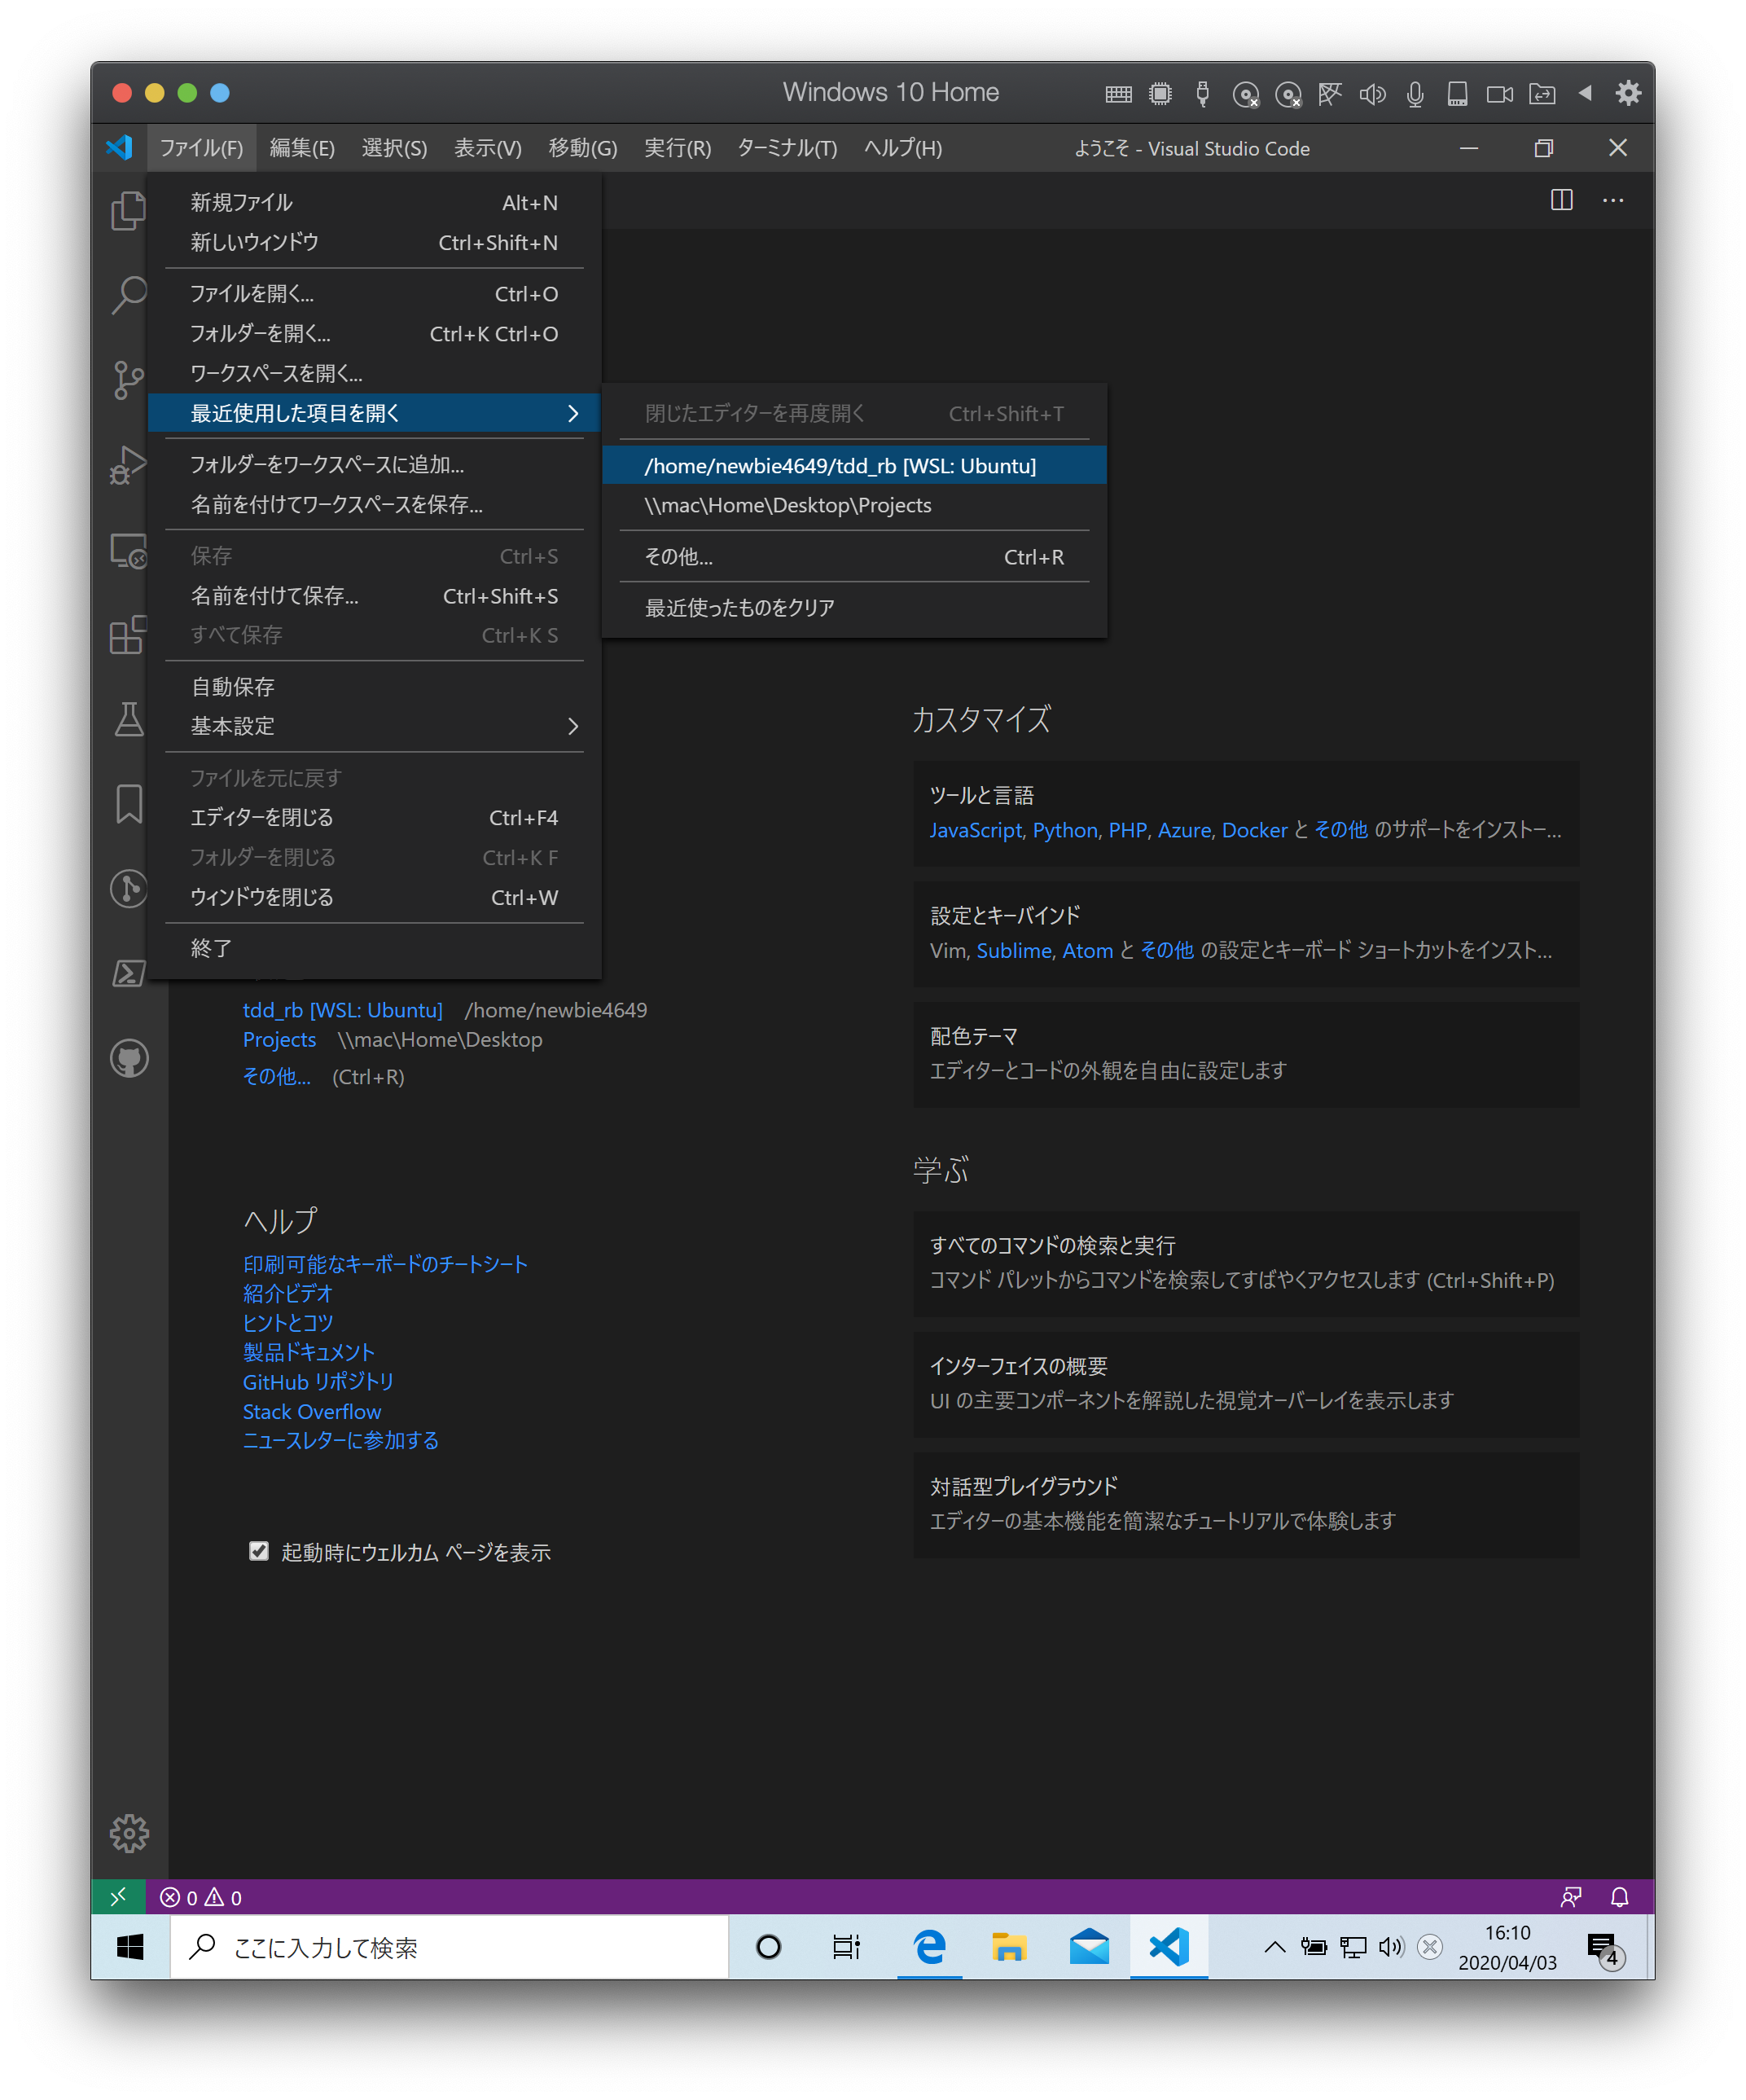 Windows 10 Home
ファイル(F) 編集(E) 選択(S) 表示(V) 移動(G) 実行(R) ターミナル(T) ヘルプ(H) ようこそ - Visual Studio Code
新規ファイル Alt+N
新しいウィンドウ Ctrl+Shift+N
ファイルを開く... Ctrl+O
フォルダーを開く... Ctrl+K Ctrl+O
ワークスペースを開く...
最近使用した項目を開く
フォルダーをワークスペースに追加...
名前を付けてワークスペースを保存...
保存 Ctrl+S
名前を付けて保存... Ctrl+Shift+S
すべて保存 Ctrl+K S
自動保存
基本設定
ファイルを元に戻す
エディターを閉じる Ctrl+F4
フォルダーを閉じる Ctrl+K F
ウィンドウを閉じる Ctrl+W
終了
閉じたエディターを再度開く Ctrl+Shift+T
/home/newbie4649/tdd_rb [WSL: Ubuntu]
\\mac\Home\Desktop\Projects
その他... Ctrl+R
最近使ったものをクリア
tdd_rb [WSL: Ubuntu] /home/newbie4649
Projects \\mac\Home\Desktop
その他... (Ctrl+R)
ヘルプ
印刷可能なキーボードのチートシート
紹介ビデオ
ヒントとコツ
製品ドキュメント
GitHub リポジトリ
Stack Overflow
ニュースレターに参加する
起動時にウェルカム ページを表示
カスタマイズ
ツールと言語
JavaScript, Python, PHP, Azure, Docker と その他 のサポートをインストー...
設定とキーバインド
Vim, Sublime, Atom と その他 の設定とキーボード ショートカットをインスト...
配色テーマ
エディターとコードの外観を自由に設定します
学ぶ
すべてのコマンドの検索と実行
コマンド パレットからコマンドを検索してすばやくアクセスします (Ctrl+Shift+P)
インターフェイスの概要
UI の主要コンポーネントを解説した視覚オーバーレイを表示します
対話型プレイグラウンド
エディターの基本機能を簡潔なチュートリアルで体験します
0 0
ここに入力して検索
16:10
2020/04/03
4